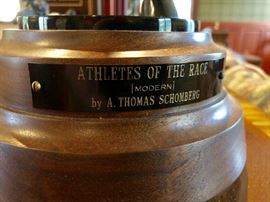 ATHLETES OF THE RACE
[MODERN]
by A. THOMAS SCHOMBERG